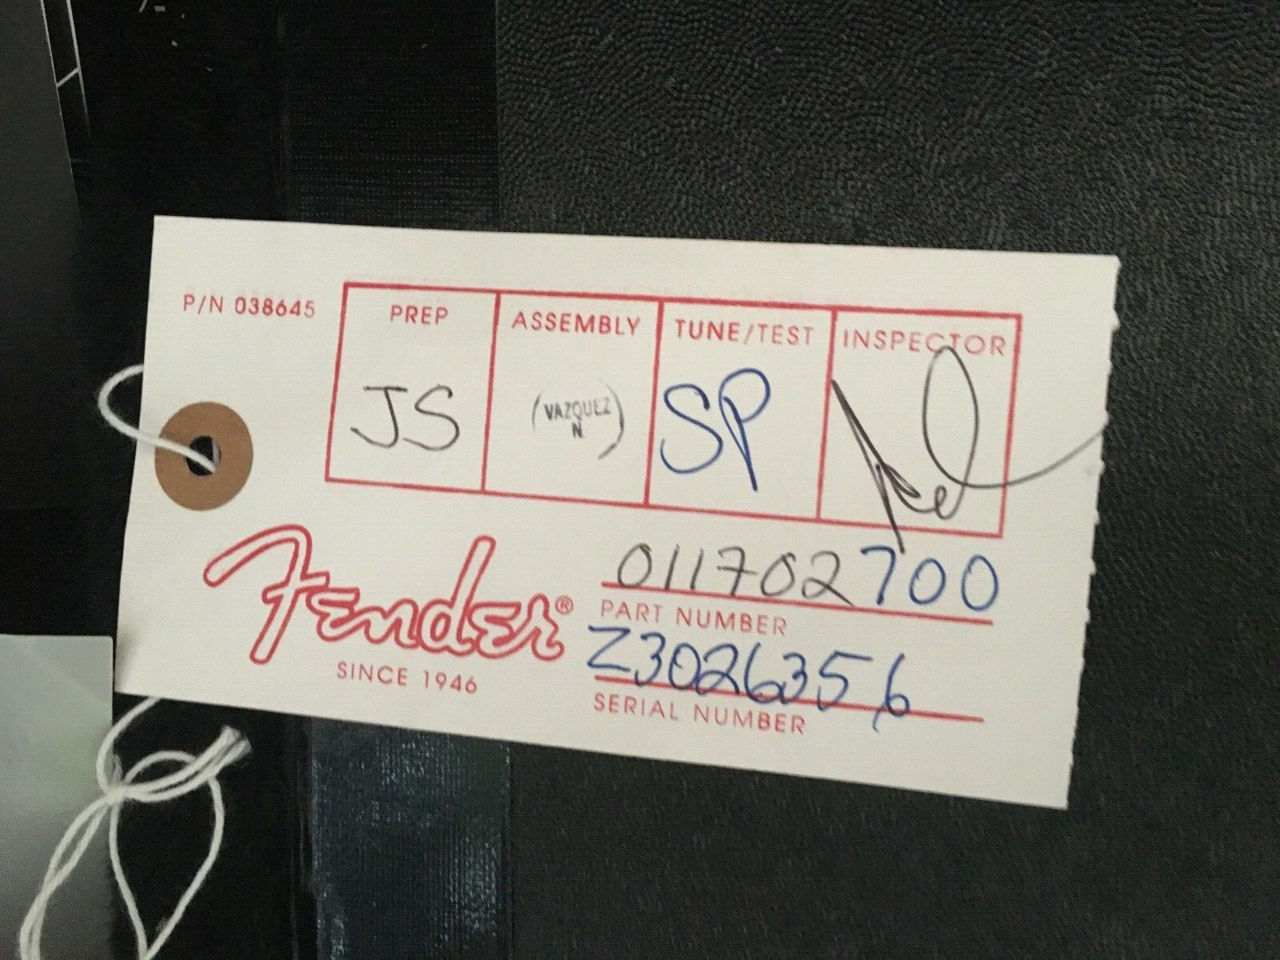 P/N 038645
PREP
ASSEMBLY
TUNE/TEST
INSPECTOR
JS
(VAZQUEZ
N.)
SP
Fender®
SINCE 1946
011702700
PART NUMBER
Z3026356
SERIAL NUMBER